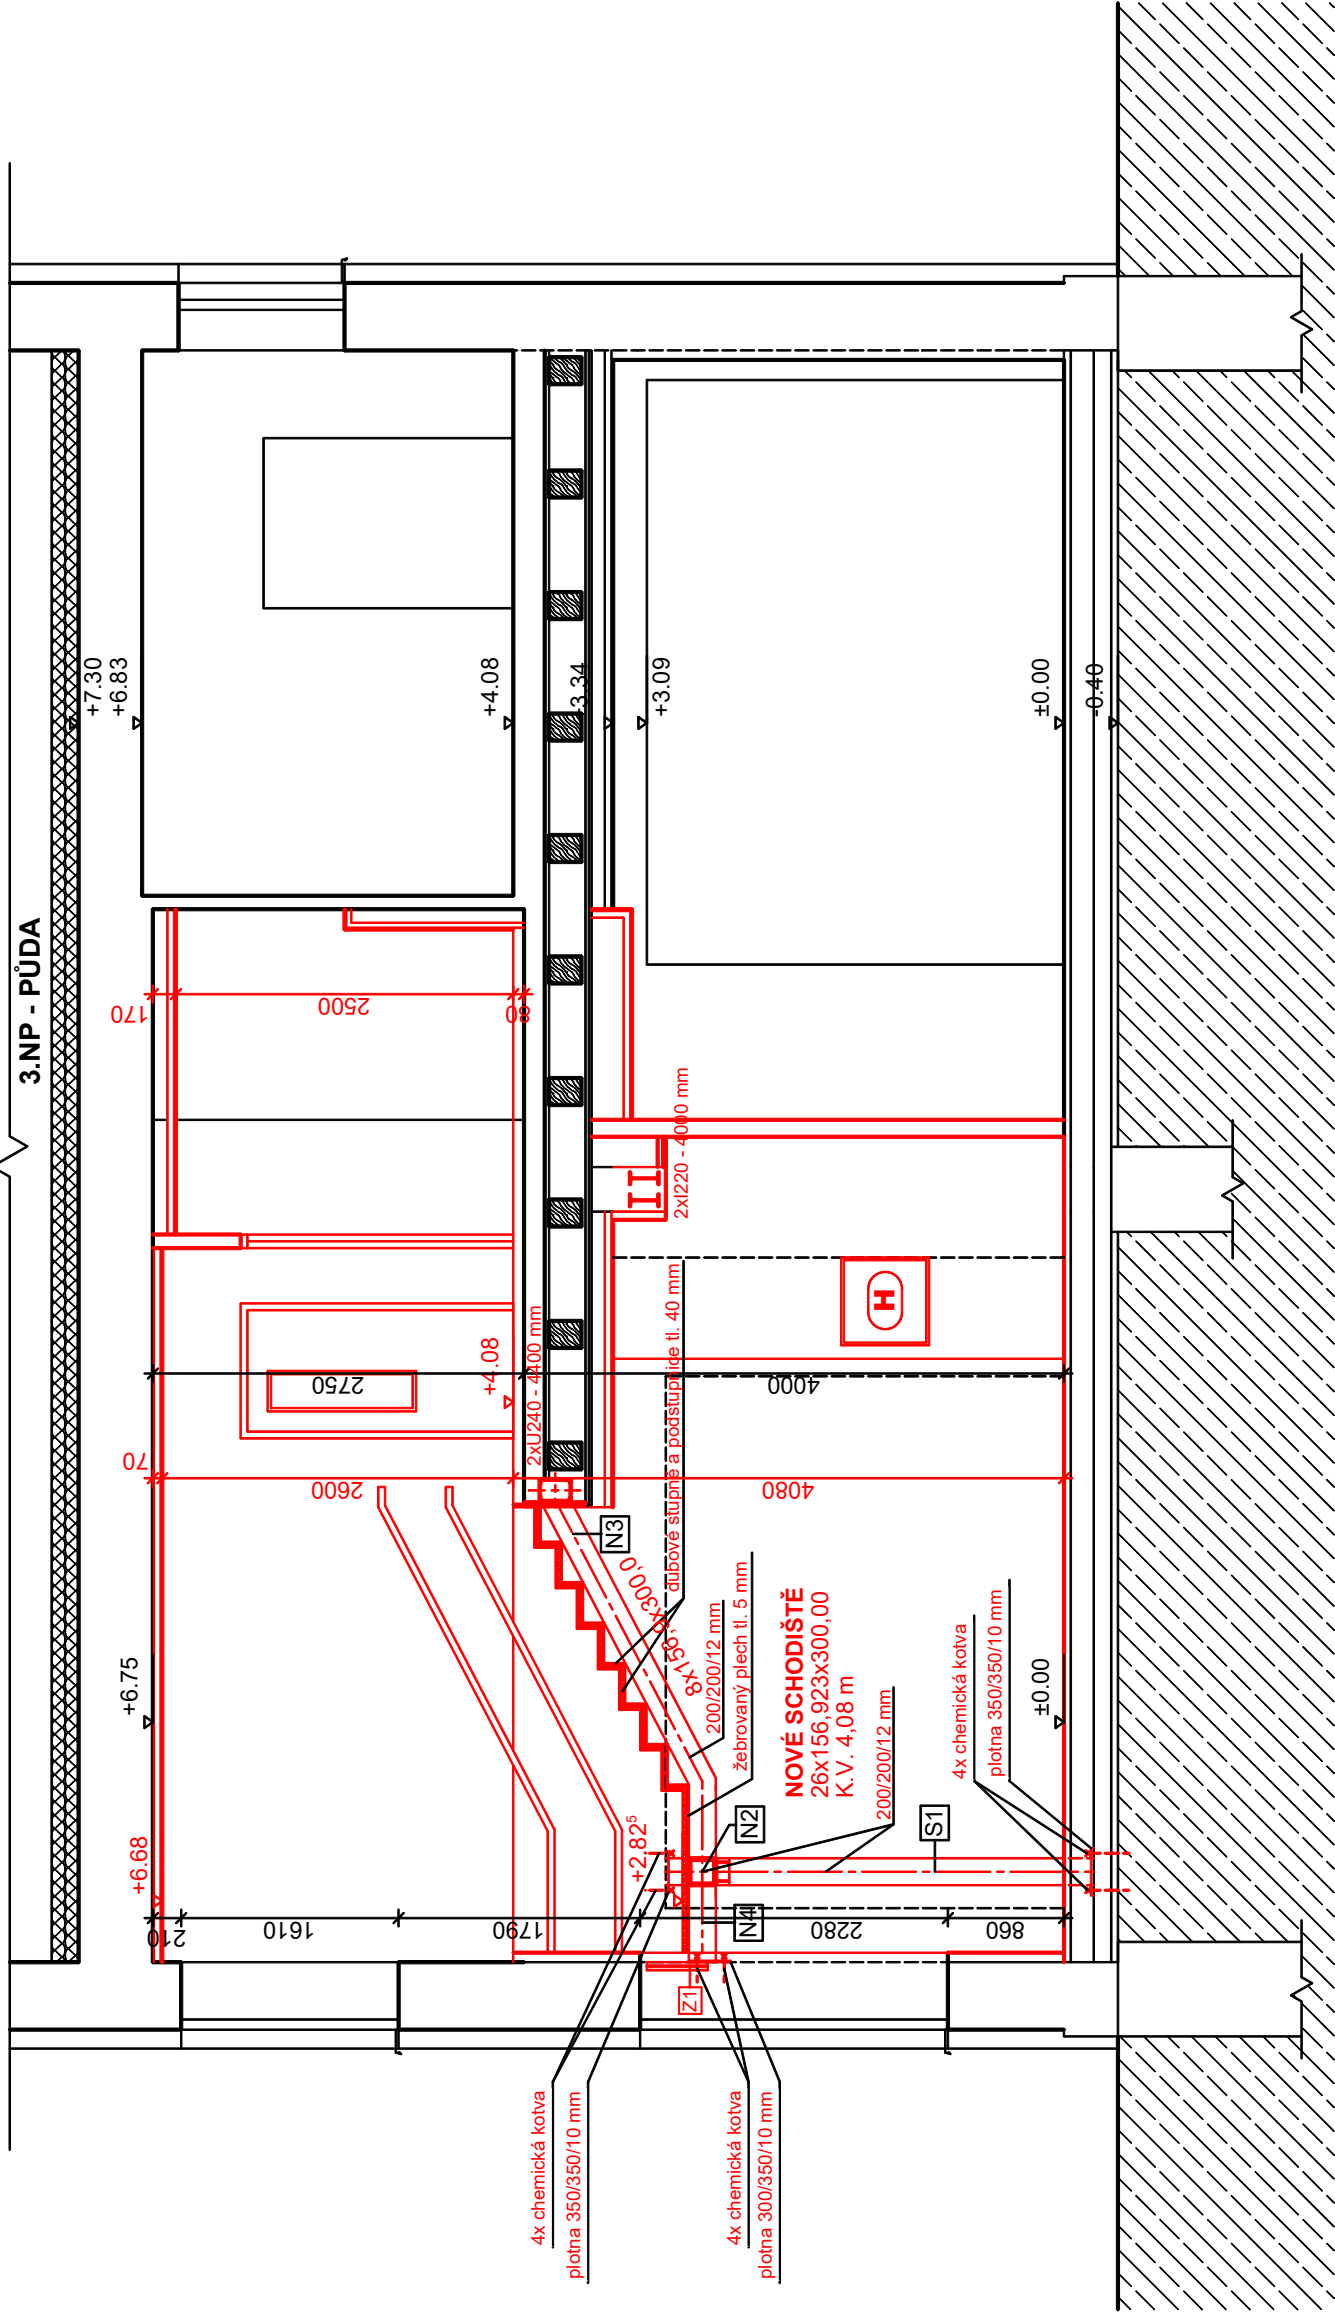 3.NP - PŮDA
+7.30
+6.83
+4.08
+3.34
+3.09
±0.00
-0.40
170
2500
80
2xI220 - 4000 mm
H
2750
4000
+4.08
2xU240 - 4400 mm
dubové stupně a podstupnice tl. 40 mm
70
2600
4080
N3
8x156,9x300,0
200/200/12 mm
žebrovaný plech tl. 5 mm
NOVÉ SCHODIŠTĚ
26x156,923x300,00
K.V. 4,08 m
200/200/12 mm
4x chemická kotva
plotna 350/350/10 mm
+6.75
±0.00
+6.68
+2.82⁵
N2
S1
N4
210
1610
1790
2280
860
Z1
4x chemická kotva
plotna 350/350/10 mm
4x chemická kotva
plotna 300/350/10 mm